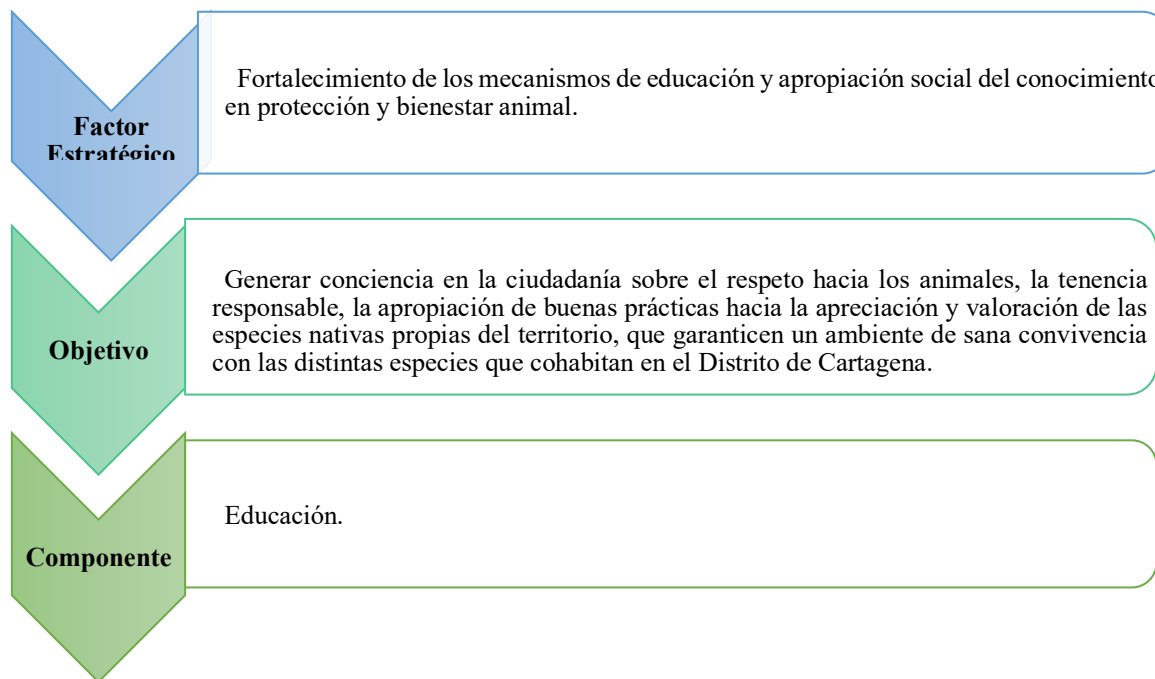 Factor
Estratégico
Fortalecimiento de los mecanismos de educación y apropiación social del conocimiento
en protección y bienestar animal.
Objetivo
Generar conciencia en la ciudadanía sobre el respeto hacia los animales, la tenencia
responsable, la apropiación de buenas prácticas hacia la apreciación y valoración de las
especies nativas propias del territorio, que garanticen un ambiente de sana convivencia
con las distintas especies que cohabitan en el Distrito de Cartagena.
Componente
Educación.